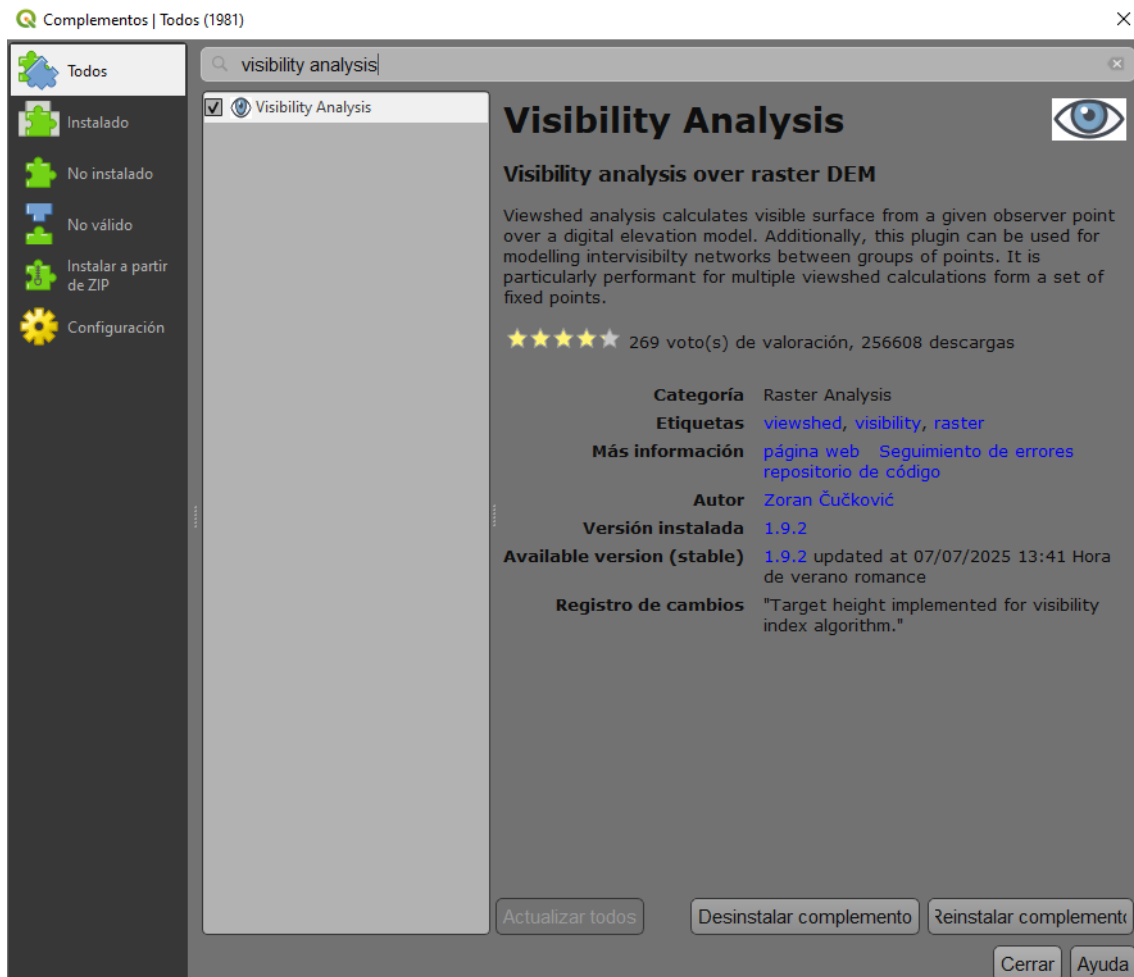 Complementos | Todos (1981)
Todos
Instalado
No instalado
No válido
Instalar a partir
de ZIP
Configuración
visibility analysis
Visibility Analysis
Visibility Analysis
Visibility analysis over raster DEM
Viewshed analysis calculates visible surface from a given observer point
over a digital elevation model. Additionally, this plugin can be used for
modelling intervisibilty networks between groups of points. It is
particularly performant for multiple viewshed calculations form a set of
fixed points.
269 voto(s) de valoración, 256608 descargas
Categoría Raster Analysis
Etiquetas viewshed, visibility, raster
Más información página web Seguimiento de errores
repositorio de código
Autor Zoran Čučković
Versión instalada 1.9.2
Available version (stable) 1.9.2 updated at 07/07/2025 13:41 Hora
de verano romance
Registro de cambios "Target height implemented for visibility
index algorithm."
Actualizar todos Desinstalar complemento Reinstalar complemento
Cerrar Ayuda